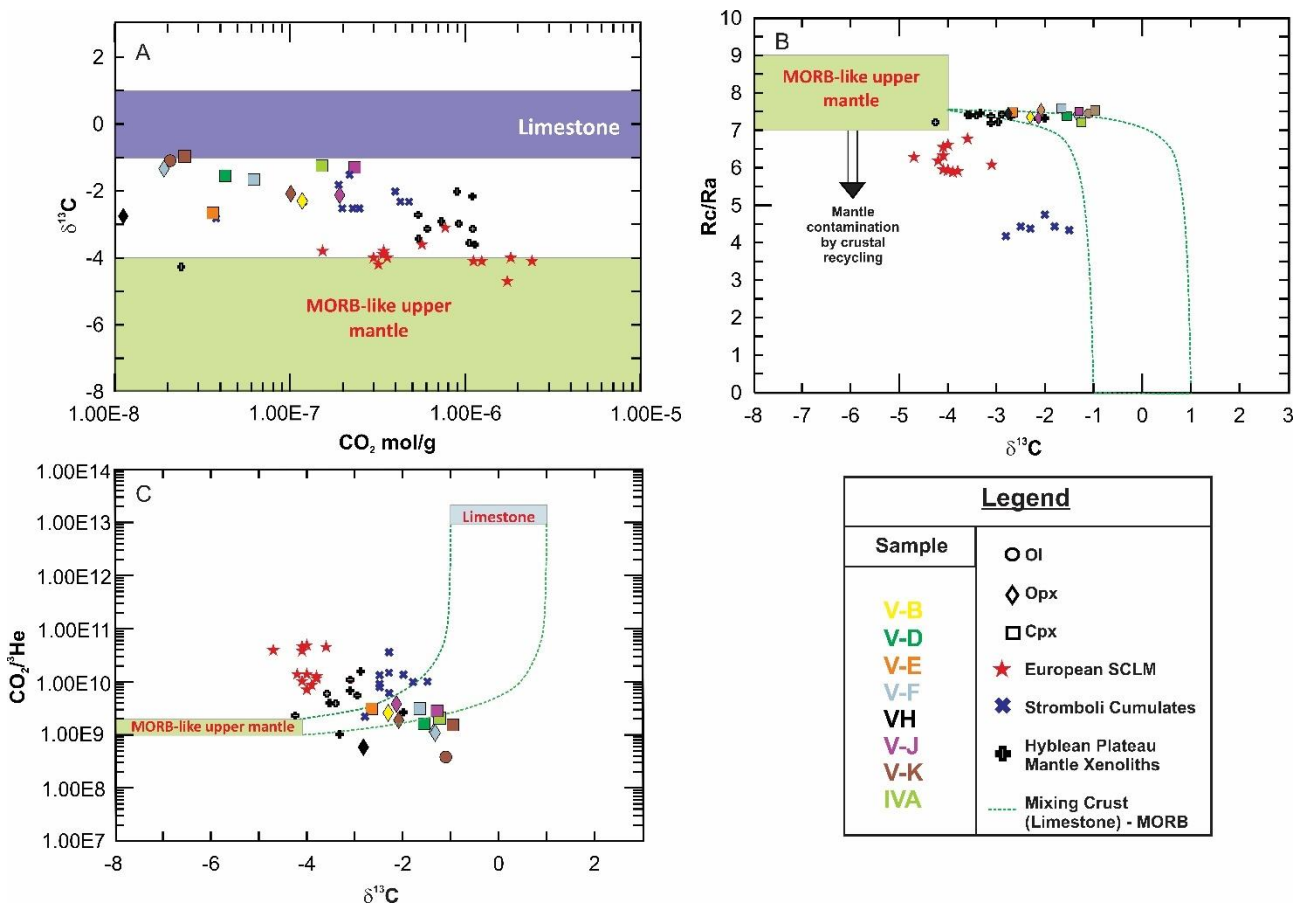 A
2
0
-2
-4
-6
-8
δ13C
Limestone
MORB-like upper
mantle
1.00E-8
1.00E-7
1.00E-6
1.00E-5
CO2 mol/g
B
10
9
8
7
6
5
4
3
2
1
0
Rc/Ra
MORB-like upper
mantle
Mantle
contamination
by crustal
recycling
-8
-7
-6
-5
-4
-3
-2
-1
0
1
2
3
δ13C
C
1.00E14
1.00E13
1.00E12
1.00E11
1.00E10
1.00E9
1.00E8
1.00E7
CO2/3He
Limestone
MORB-like upper mantle
-8
-6
-4
-2
0
2
δ13C
Legend
Sample
V-B
V-D
V-E
V-F
VH
V-J
V-K
IVA
Ol
Opx
Cpx
European SCLM
Stromboli Cumulates
Hyblean Plateau
Mantle Xenoliths
Mixing Crust
(Limestone) - MORB